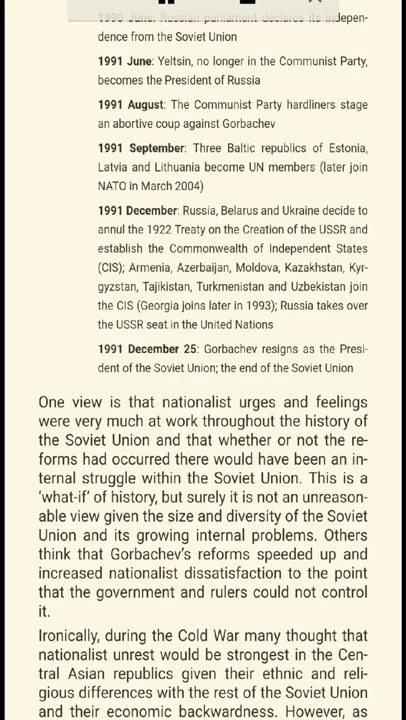 1990 June: Russian parliament declares its indepen-
dence from the Soviet Union
1991 June: Yeltsin, no longer in the Communist Party,
becomes the President of Russia
1991 August: The Communist Party hardliners stage
an abortive coup against Gorbachev
1991 September: Three Baltic republics of Estonia,
Latvia and Lithuania become UN members (later join
NATO in March 2004)
1991 December: Russia, Belarus and Ukraine decide to
annul the 1922 Treaty on the Creation of the USSR and
establish the Commonwealth of Independent States
(CIS); Armenia, Azerbaijan, Moldova, Kazakhstan, Kyr-
gyzstan, Tajikistan, Turkmenistan and Uzbekistan join
the CIS (Georgia joins later in 1993); Russia takes over
the USSR seat in the United Nations
1991 December 25: Gorbachev resigns as the Presi-
dent of the Soviet Union; the end of the Soviet Union
One view is that nationalist urges and feelings
were very much at work throughout the history of
the Soviet Union and that whether or not the re-
forms had occurred there would have been an in-
ternal struggle within the Soviet Union. This is a
‘what-if’ of history, but surely it is not an unreason-
able view given the size and diversity of the Soviet
Union and its growing internal problems. Others
think that Gorbachev’s reforms speeded up and
increased nationalist dissatisfaction to the point
that the government and rulers could not control
it.
Ironically, during the Cold War many thought that
nationalist unrest would be strongest in the Cen-
tral Asian republics given their ethnic and reli-
gious differences with the rest of the Soviet Union
and their economic backwardness. However, as